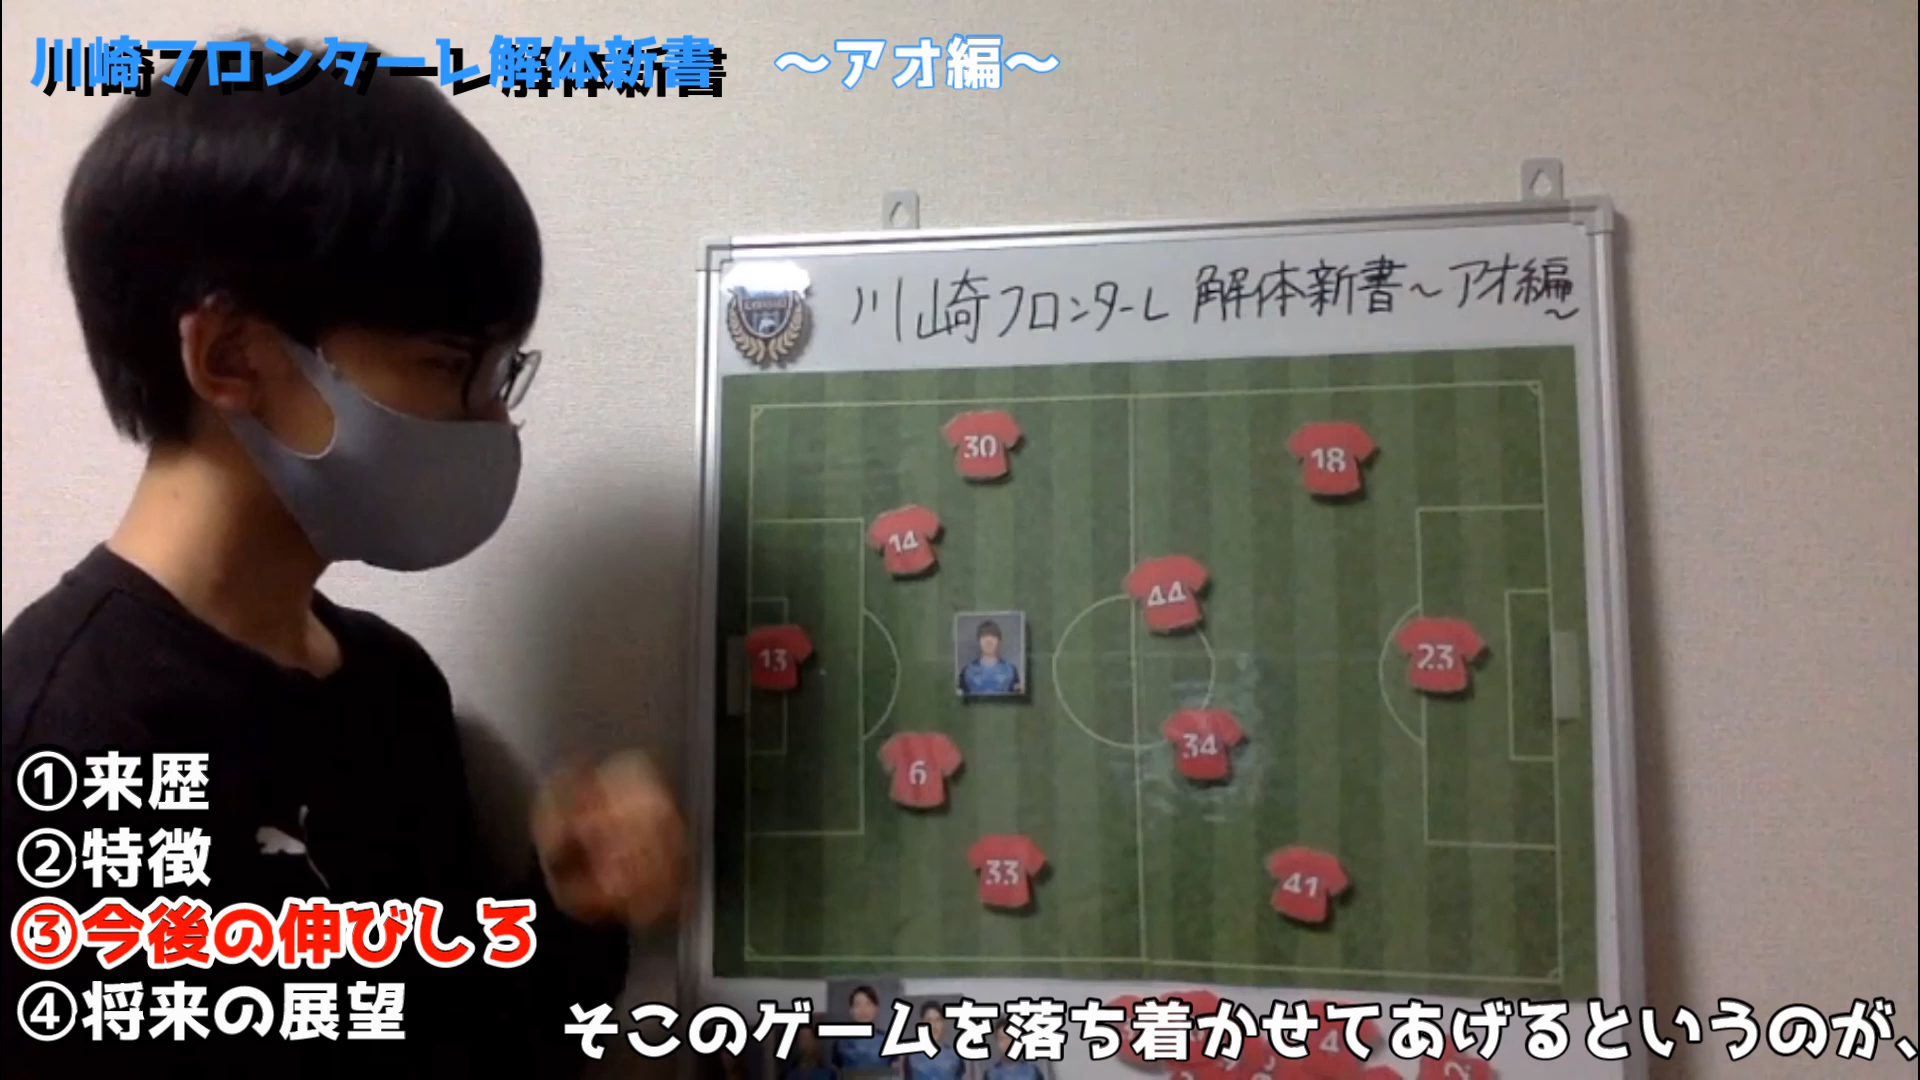 川崎フロンターレ解体新書 〜アオ編〜
川崎フロンターレ 解体新書〜アオ編〜
30
18
14
44
13
23
34
6
33
41
①来歴
②特徴
③今後の伸びしろ
④将来の展望
そこのゲームを落ち着かせてあげるというのが、